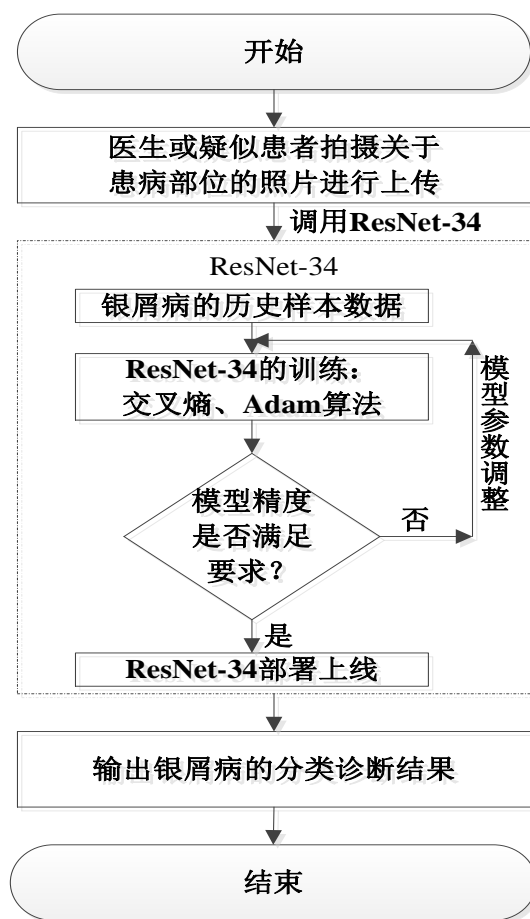 开始
医生或疑似患者拍摄关于
患病部位的照片进行上传
调用ResNet-34
ResNet-34
银屑病的历史样本数据
ResNet-34的训练：
交叉熵、Adam算法
模型参数调整
模型精度
是否满足
要求？
否
是
ResNet-34部署上线
输出银屑病的分类诊断结果
结束